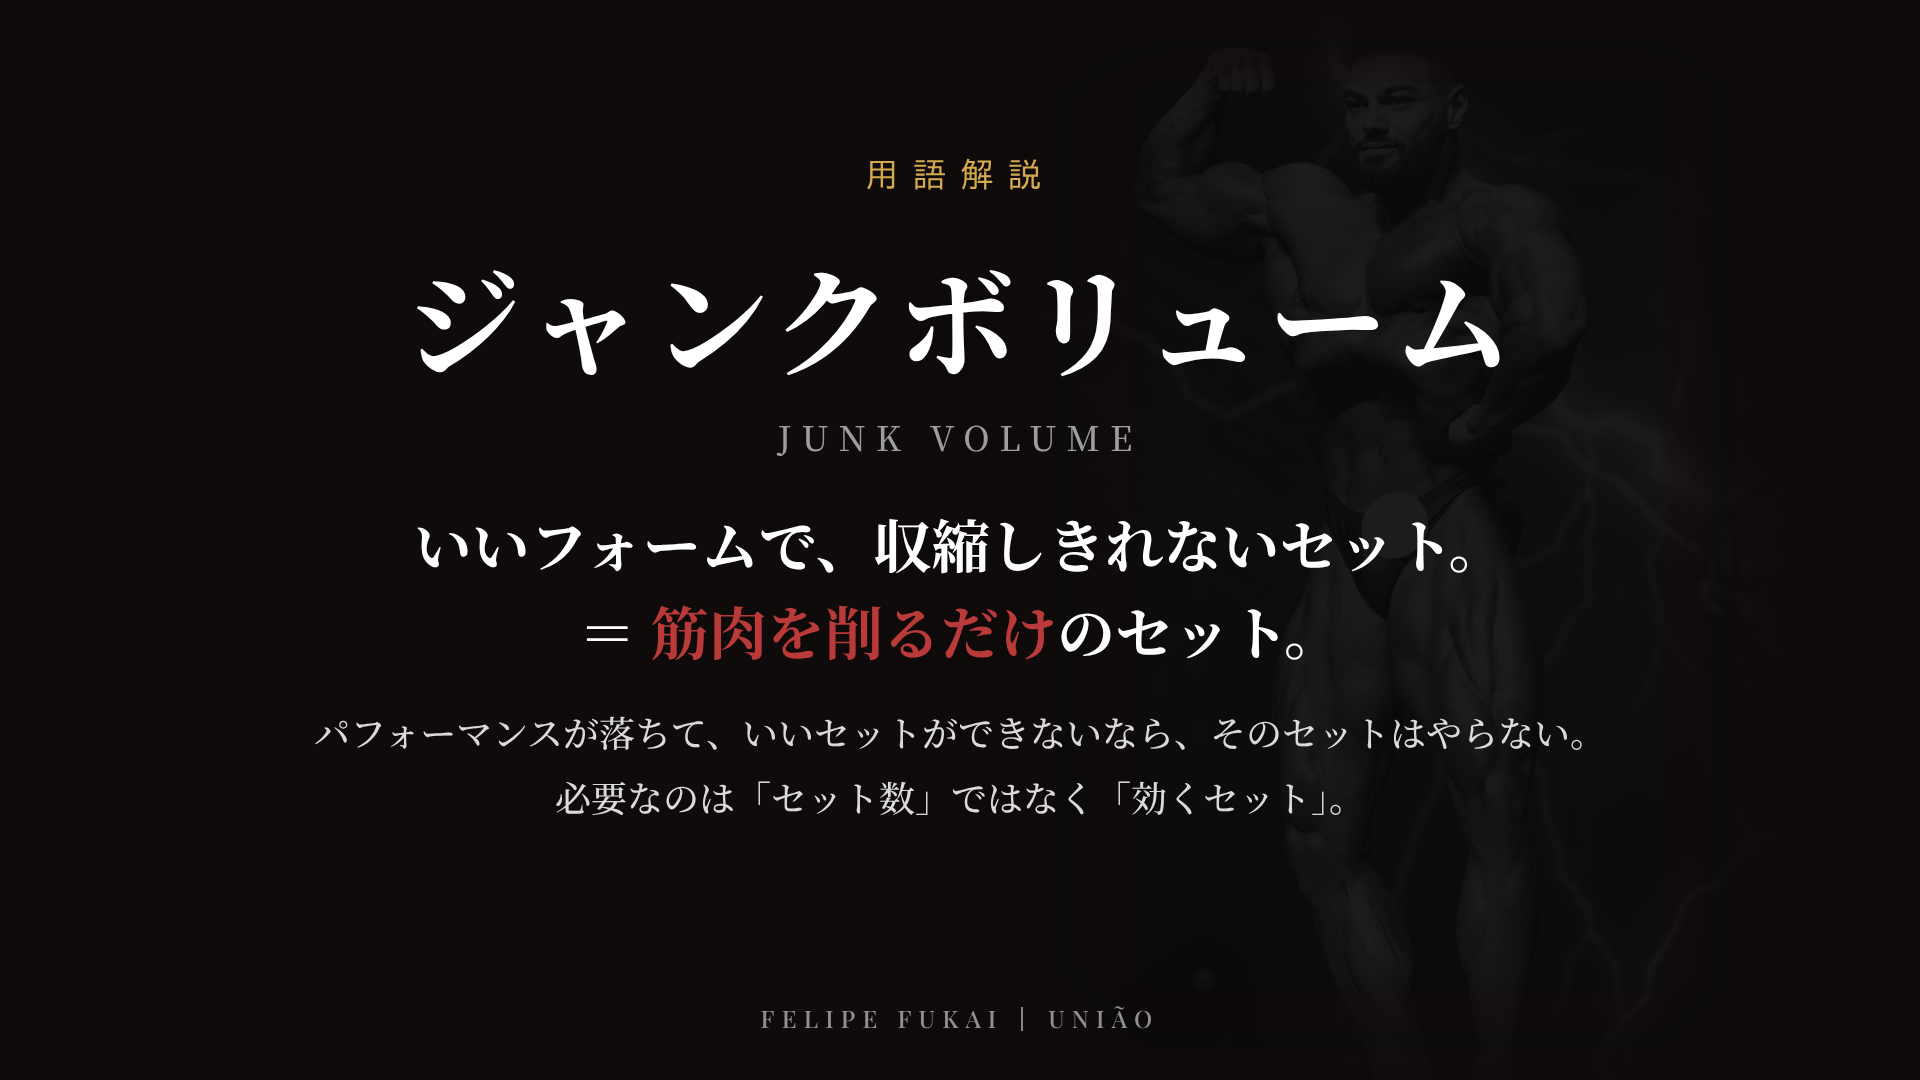 用語解説
ジャンクボリューム
JUNK VOLUME
いいフォームで、収縮しきれないセット。
＝ 筋肉を削るだけのセット。
パフォーマンスが落ちて、いいセットができないなら、そのセットはやらない。
必要なのは「セット数」ではなく「効くセット」。
FELIPE FUKAI | UNIÃO